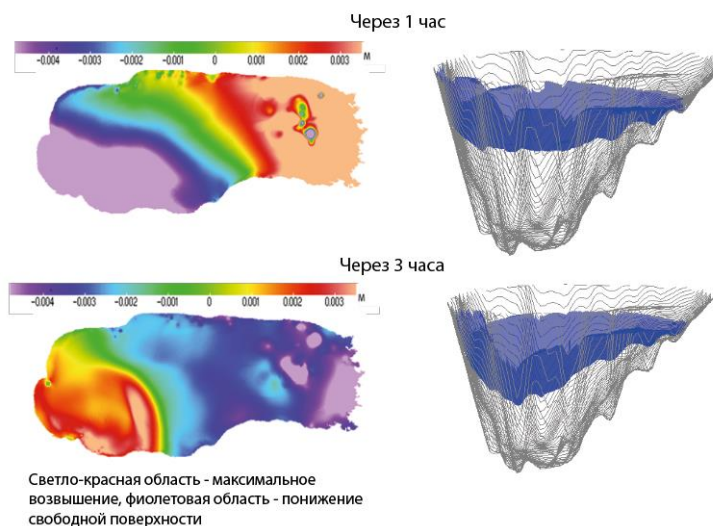 Через 1 час
-0.004 -0.003 -0.002 -0.001 0 0.001 0.002 0.003 М
Через 3 часа
-0.004 -0.003 -0.002 -0.001 0 0.001 0.002 0.003 М
Светло-красная область - максимальное
возвышение, фиолетовая область - понижение
свободной поверхности